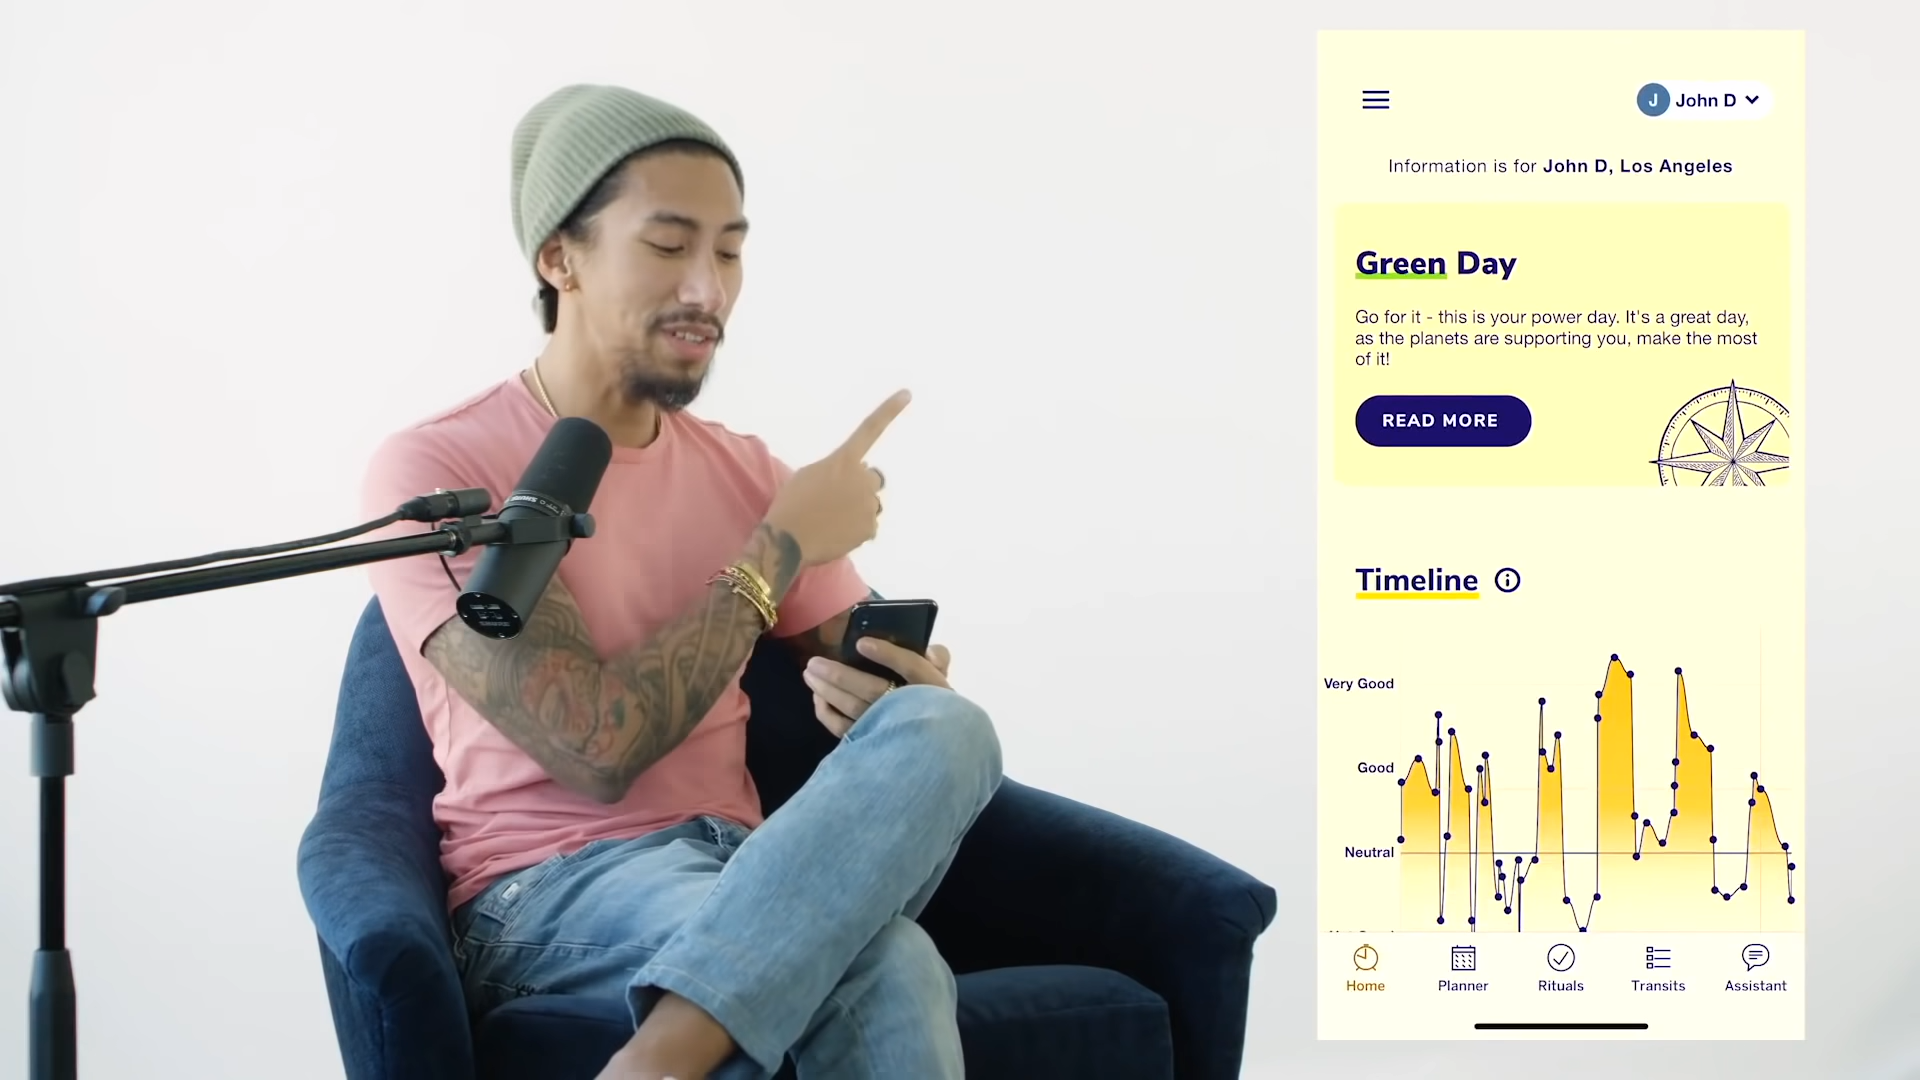 J John D
Information is for John D, Los Angeles
Green Day
Go for it - this is your power day. It's a great day,
as the planets are supporting you, make the most
of it!
READ MORE
Timeline
Very Good
Good
Neutral
Home
Planner
Rituals
Transits
Assistant